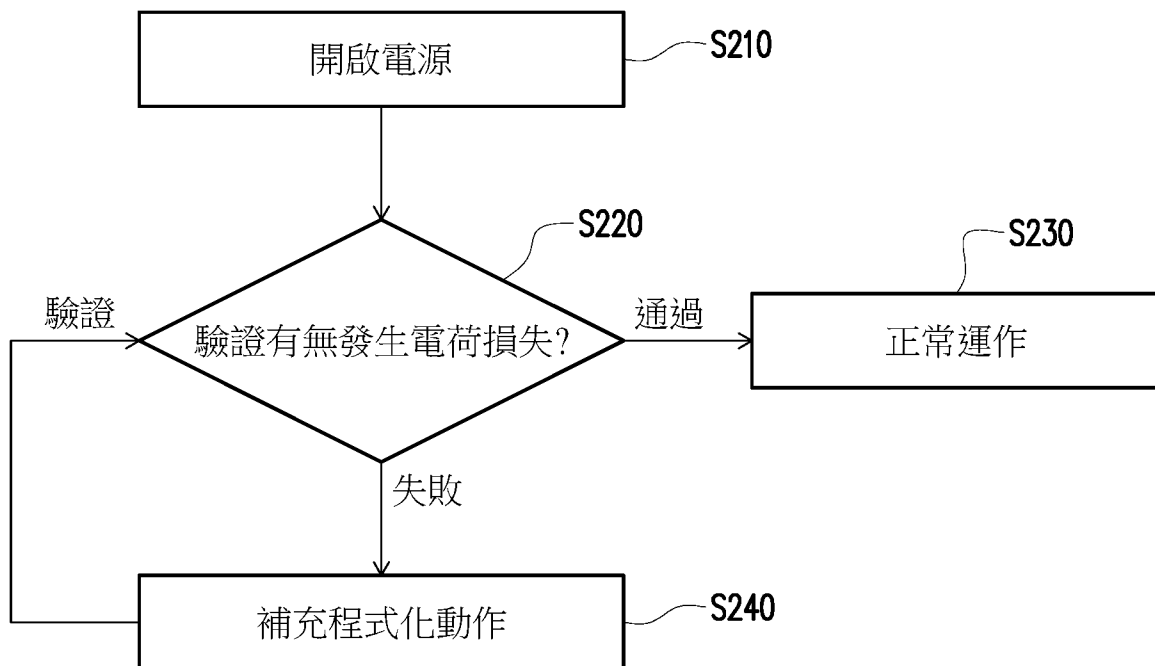 開啟電源
S210
S220
驗證有無發生電荷損失?
驗證
通過
S230
正常運作
失敗
補充程式化動作
S240